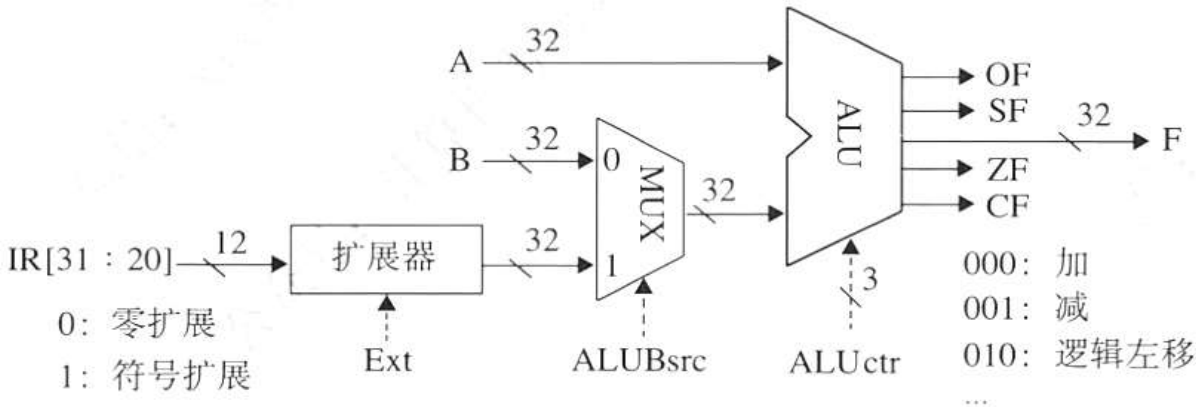 A
32
B
32
0
MUX
1
32
ALU
OF
SF
32
F
ZF
CF
IR[31:20]
12
扩展器
32
3
000: 加
001: 减
010: 逻辑左移
...
0: 零扩展
1: 符号扩展
Ext
ALUBsrc
ALUctr